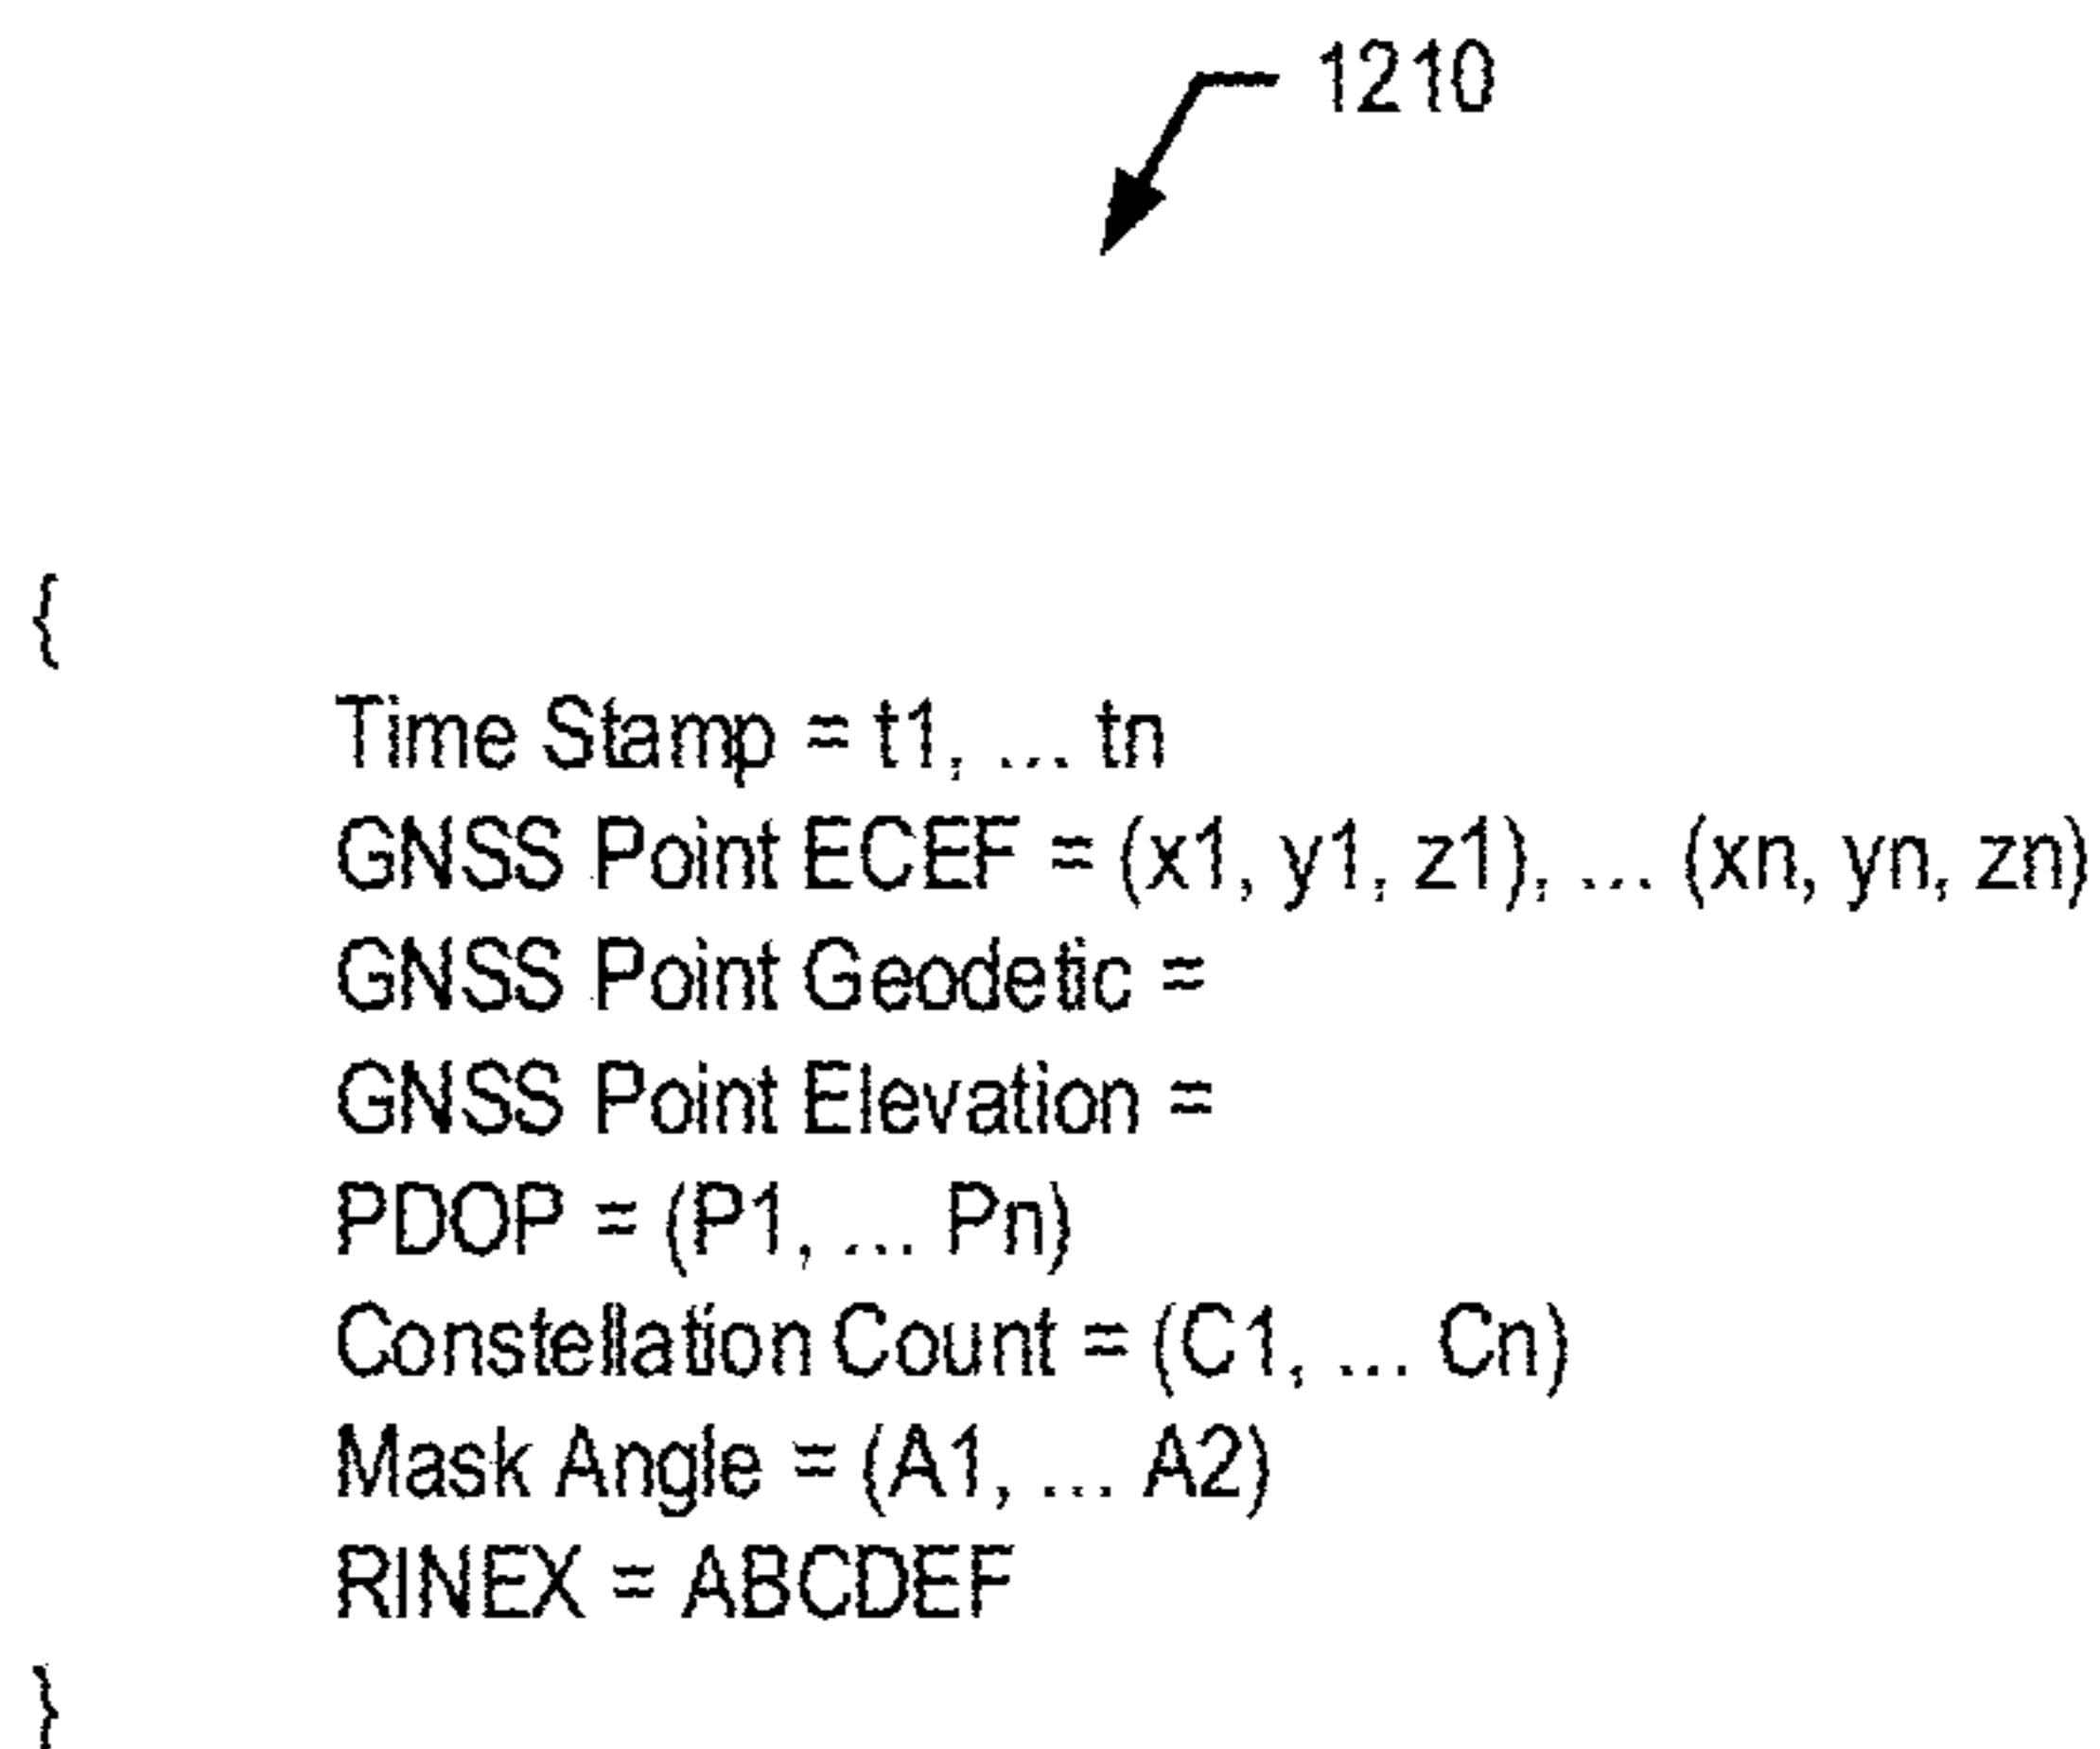 1210
{
Time Stamp = t1, ... tn
GNSS Point ECEF = (x1, y1, z1), ... (xn, yn, zn)
GNSS Point Geodetic =
GNSS Point Elevation =
PDOP = (P1, ... Pn)
Constellation Count = (C1, ... Cn)
Mask Angle = (A1, ... A2)
RINEX = ABCDEF
}